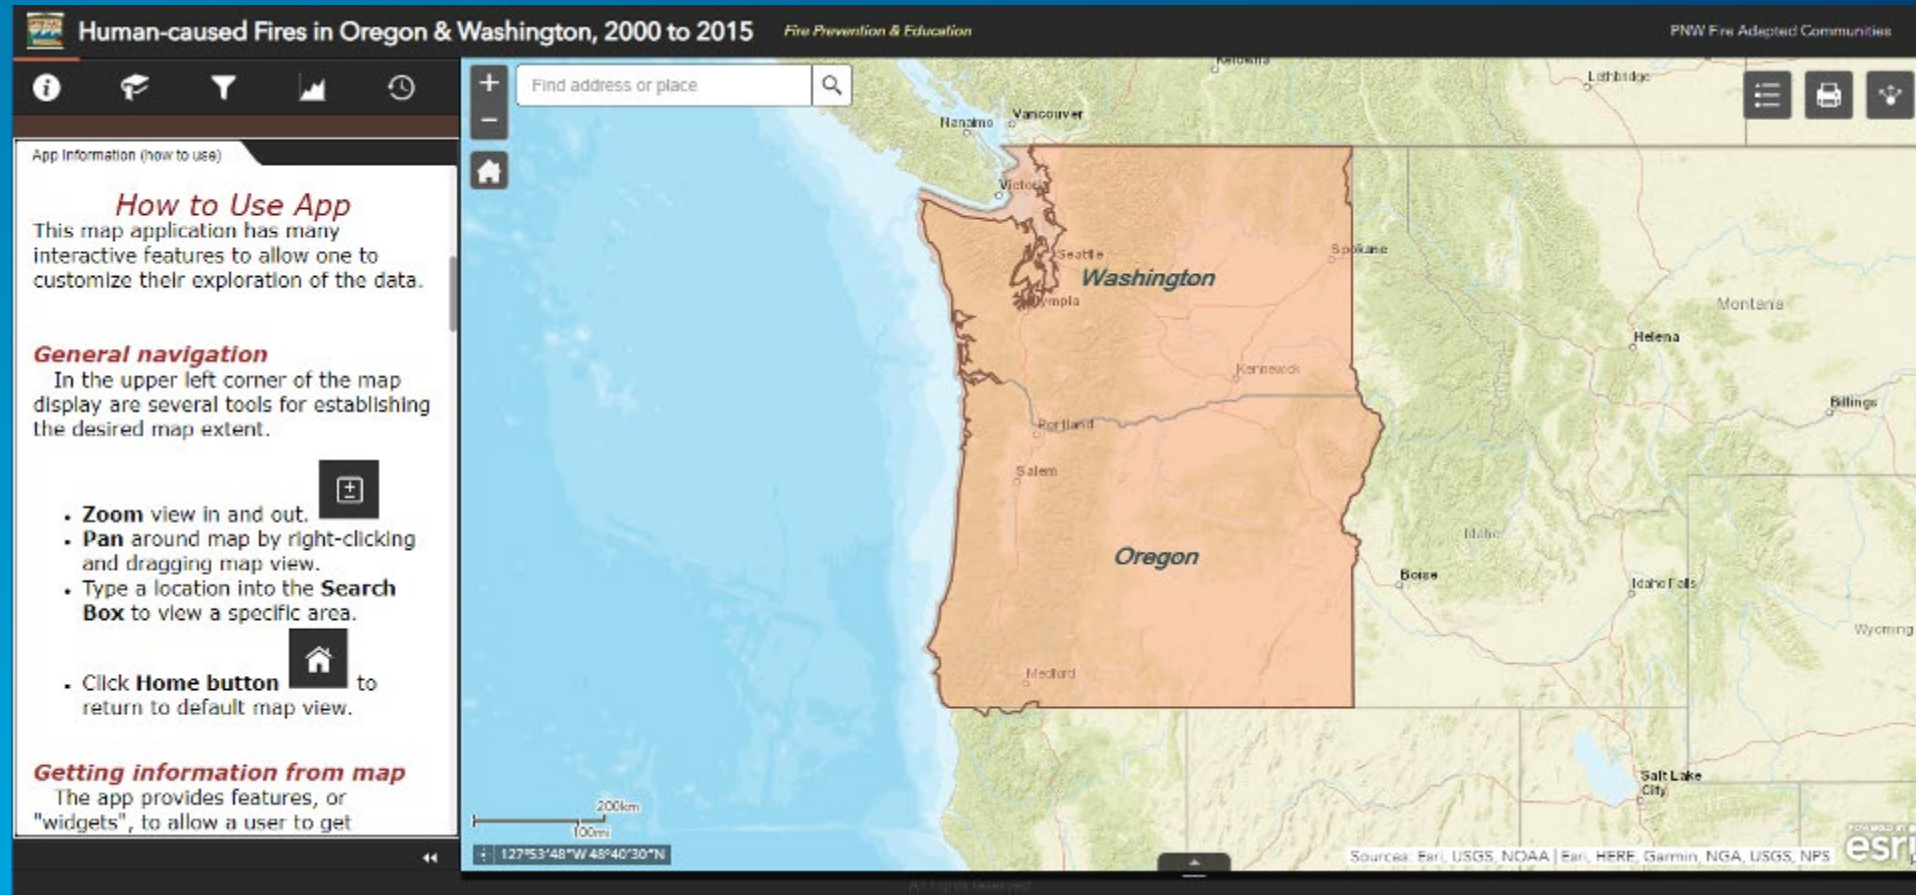 Human-caused Fires in Oregon & Washington, 2000 to 2015
Fire Prevention & Education
PNW Fire Adapted Communities
Find address or place
App Information (how to use)
How to Use App
This map application has many
interactive features to allow one to
customize their exploration of the data.
General navigation
In the upper left corner of the map
display are several tools for establishing
the desired map extent.
• Zoom view in and out.
• Pan around map by right-clicking
and dragging map view.
• Type a location into the Search
Box to view a specific area.
• Click Home button to
return to default map view.
Getting information from map
The app provides features, or
"widgets", to allow a user to get
Kelowna
Lethbridge
Nanaimo
Vancouver
Victoria
Seattle
Spokane
Washington
Olympia
Montana
Helena
Kennewick
Billings
Portland
Salem
Idaho
Oregon
Boise
Idaho Falls
Wyoming
Medford
Salt Lake
City
200km
100mi
127°53'48"W 48°40'30"N
Sources: Esri, USGS, NOAA | Esri, HERE, Garmin, NGA, USGS, NPS
POWERED BY
esri
All rights reserved